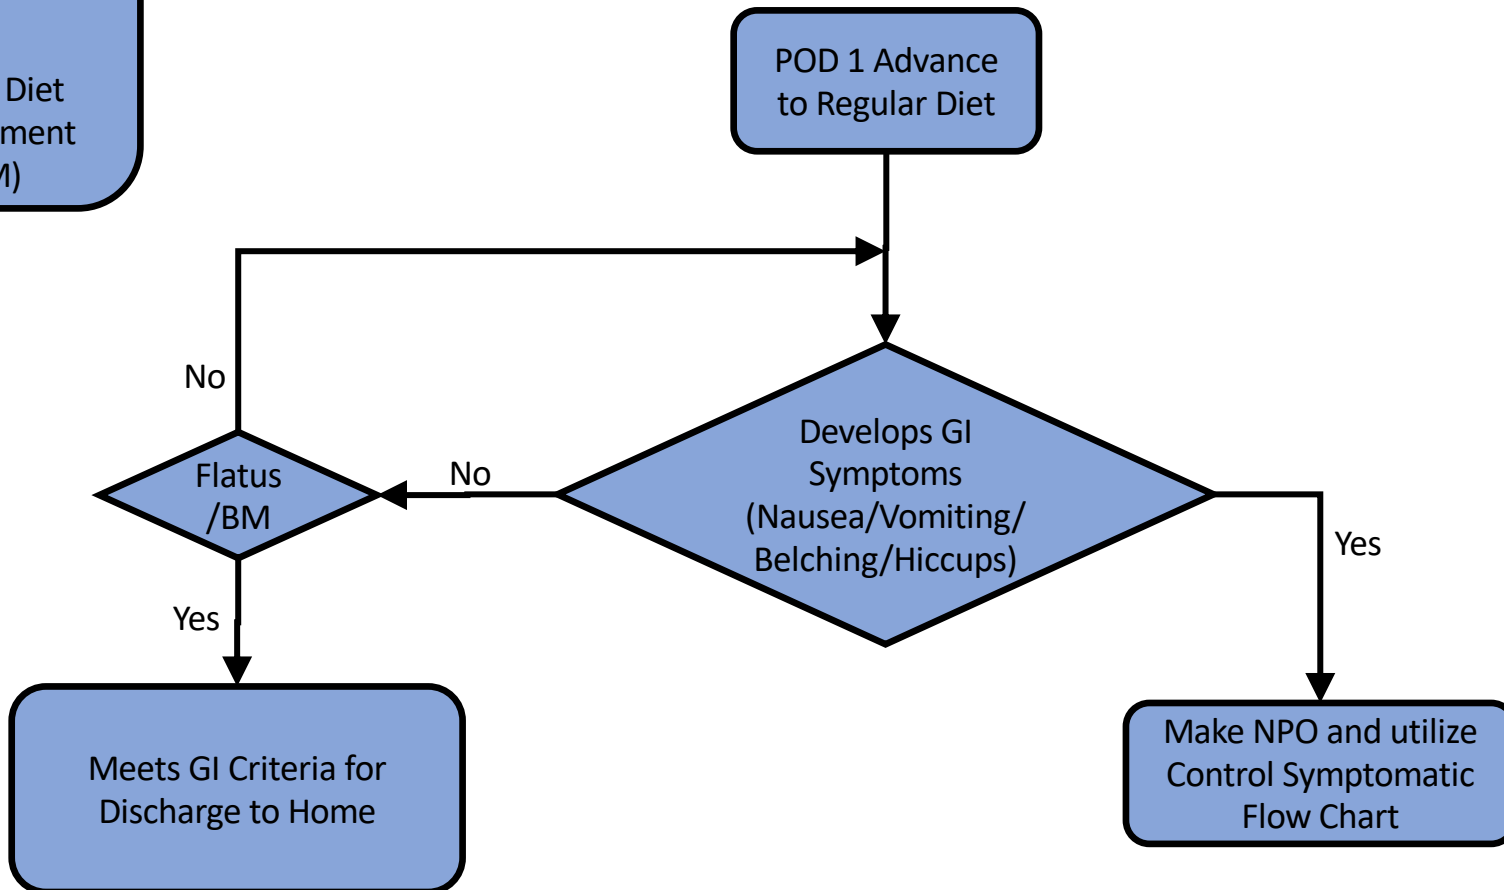 Diet
POD 1 Advance
to Regular Diet
No
Develops GI
Symptoms
(Nausea/Vomiting/
Belching/Hiccups)
No
Flatus
/BM
Yes
Yes
Meets GI Criteria for
Discharge to Home
Make NPO and utilize
Control Symptomatic
Flow Chart